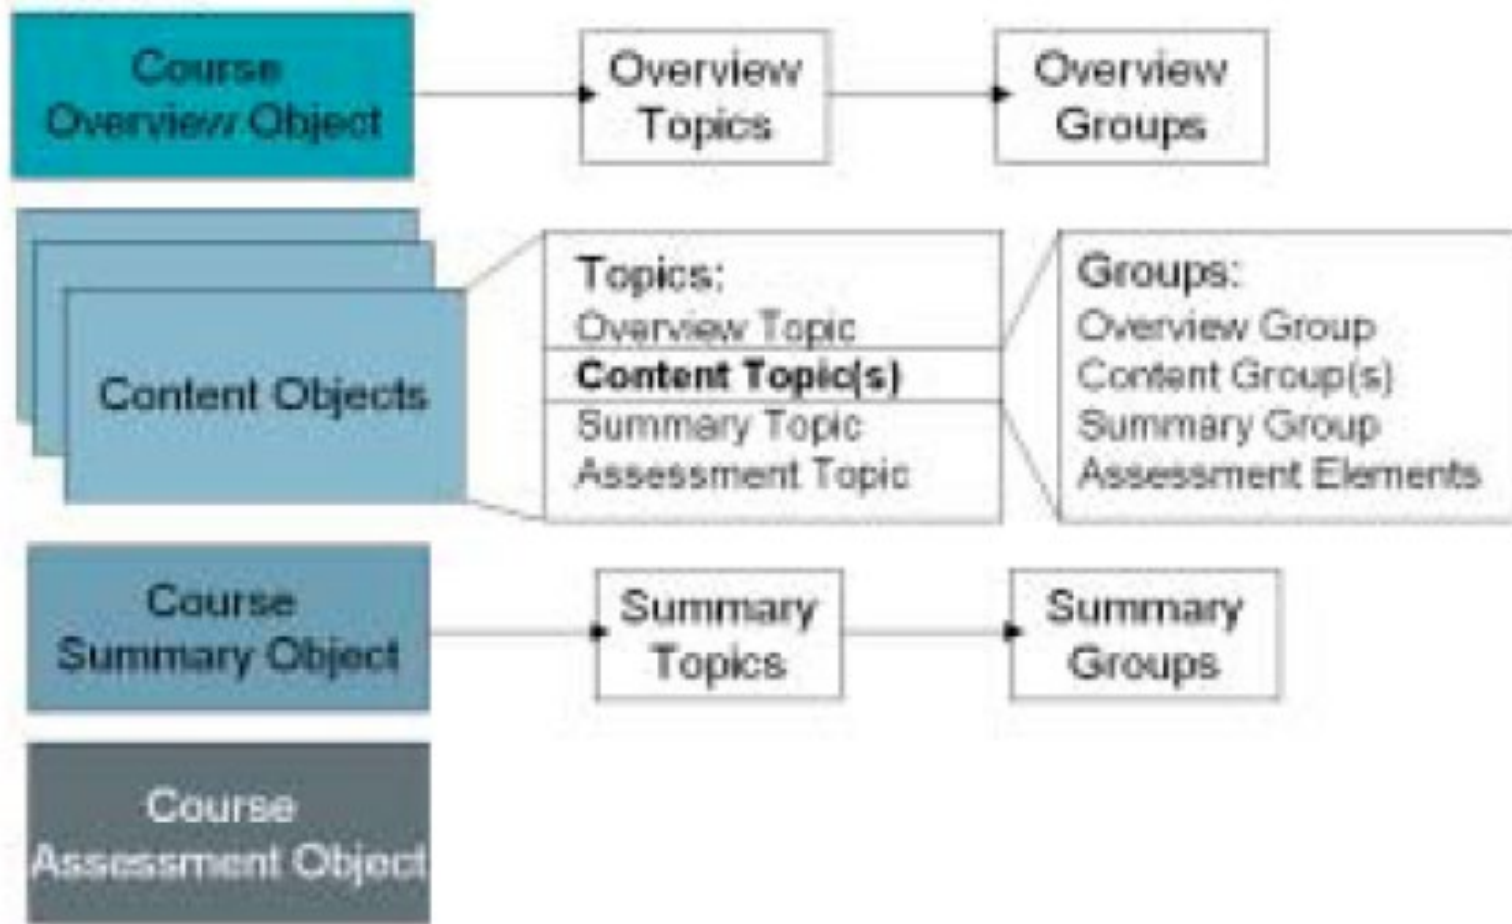 Course
Overview Object
Overview
Topics
Overview
Groups
Content Objects
Topics:
Overview Topic
Content Topic(s)
Summary Topic
Assessment Topic
Groups:
Overview Group
Content Group(s)
Summary Group
Assessment Elements
Course
Summary Object
Summary
Topics
Summary
Groups
Course
Assessment Object